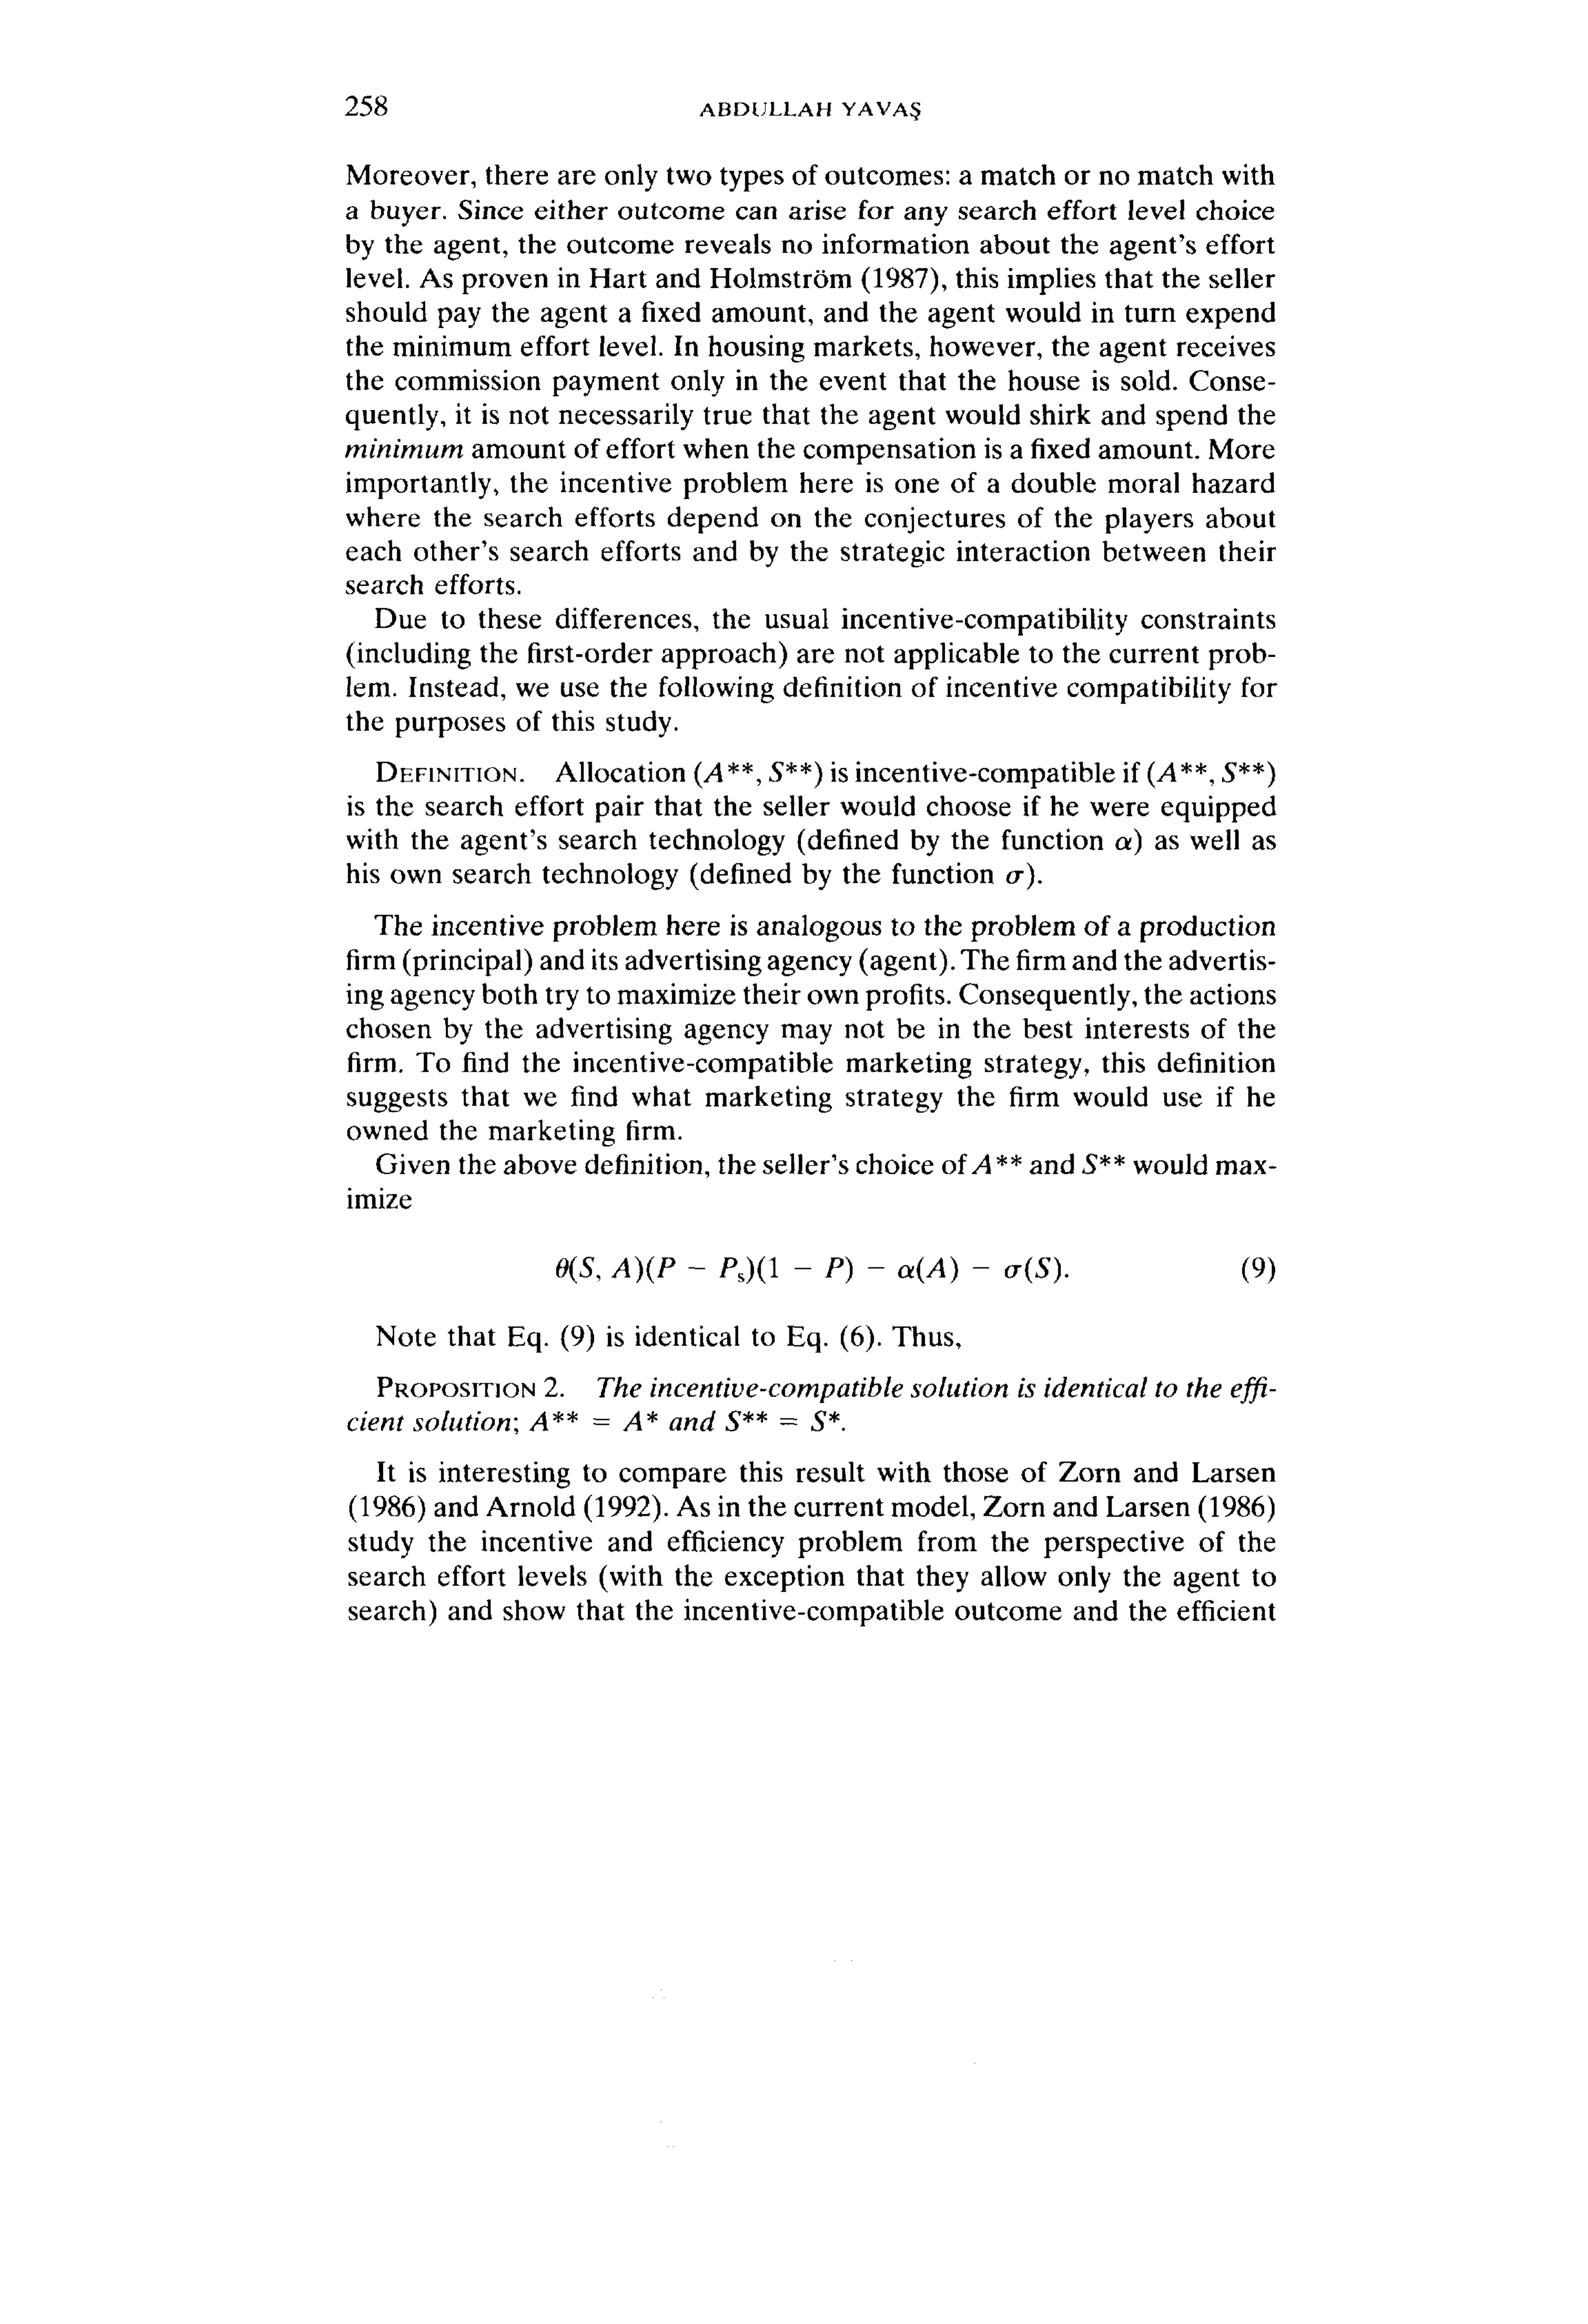 258
ABDULLAH YAVAŞ
Moreover, there are only two types of outcomes: a match or no match with
a buyer. Since either outcome can arise for any search effort level choice
by the agent, the outcome reveals no information about the agent's effort
level. As proven in Hart and Holmström (1987), this implies that the seller
should pay the agent a fixed amount, and the agent would in turn expend
the minimum effort level. In housing markets, however, the agent receives
the commission payment only in the event that the house is sold. Conse-
quently, it is not necessarily true that the agent would shirk and spend the
minimum amount of effort when the compensation is a fixed amount. More
importantly, the incentive problem here is one of a double moral hazard
where the search efforts depend on the conjectures of the players about
each other's search efforts and by the strategic interaction between their
search efforts.
Due to these differences, the usual incentive-compatibility constraints
(including the first-order approach) are not applicable to the current prob-
lem. Instead, we use the following definition of incentive compatibility for
the purposes of this study.
DEFINITION. Allocation (A**, S**) is incentive-compatible if (A**, S**)
is the search effort pair that the seller would choose if he were equipped
with the agent's search technology (defined by the function α) as well as
his own search technology (defined by the function σ).
The incentive problem here is analogous to the problem of a production
firm (principal) and its advertising agency (agent). The firm and the advertis-
ing agency both try to maximize their own profits. Consequently, the actions
chosen by the advertising agency may not be in the best interests of the
firm. To find the incentive-compatible marketing strategy, this definition
suggests that we find what marketing strategy the firm would use if he
owned the marketing firm.
Given the above definition, the seller's choice of A** and S** would max-
imize
θ(S, A)(P − Pₛ)(1 − P) − α(A) − σ(S). (9)
Note that Eq. (9) is identical to Eq. (6). Thus,
PROPOSITION 2. The incentive-compatible solution is identical to the effi-
cient solution; A** = A* and S** = S*.
It is interesting to compare this result with those of Zorn and Larsen
(1986) and Arnold (1992). As in the current model, Zorn and Larsen (1986)
study the incentive and efficiency problem from the perspective of the
search effort levels (with the exception that they allow only the agent to
search) and show that the incentive-compatible outcome and the efficient